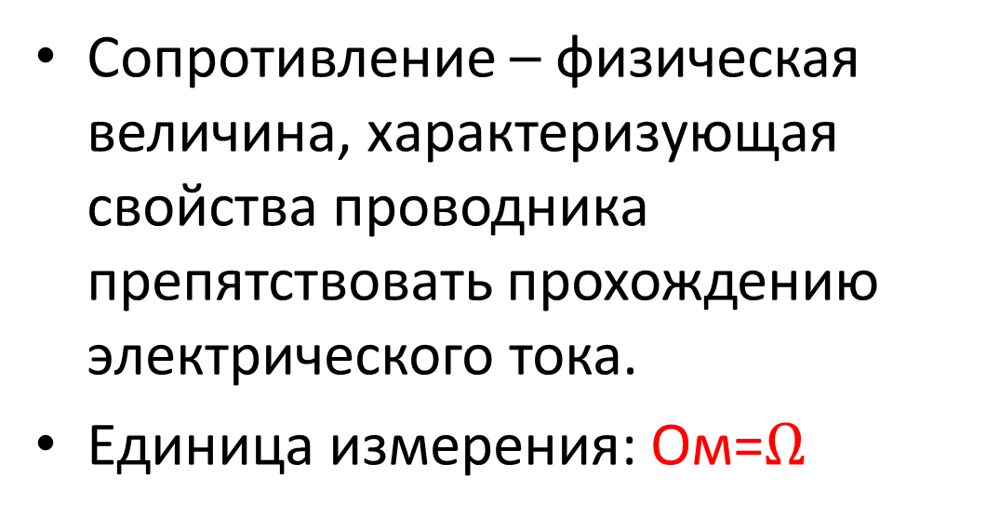 • Сопротивление – физическая
величина, характеризующая
свойства проводника
препятствовать прохождению
электрического тока.
• Единица измерения: Ом=Ω